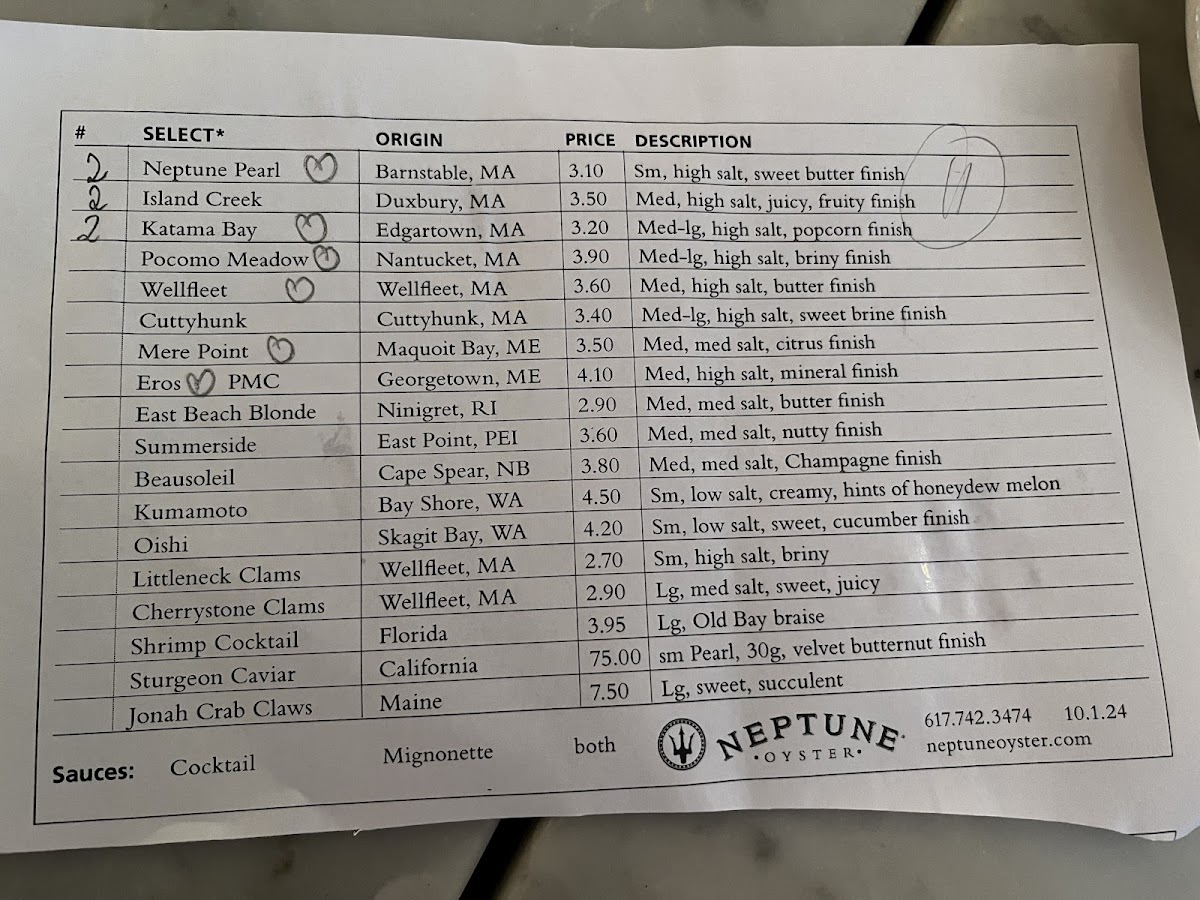 # SELECT* ORIGIN PRICE DESCRIPTION
2 Neptune Pearl Barnstable, MA 3.10 Sm, high salt, sweet butter finish
2 Island Creek Duxbury, MA 3.50 Med, high salt, juicy, fruity finish
2 Katama Bay Edgartown, MA 3.20 Med-lg, high salt, popcorn finish
Pocomo Meadow Nantucket, MA 3.90 Med-lg, high salt, briny finish
Wellfleet Wellfleet, MA 3.60 Med, high salt, butter finish
Cuttyhunk Cuttyhunk, MA 3.40 Med-lg, high salt, sweet brine finish
Mere Point Maquoit Bay, ME 3.50 Med, med salt, citrus finish
Eros PMC Georgetown, ME 4.10 Med, high salt, mineral finish
East Beach Blonde Ninigret, RI 2.90 Med, med salt, butter finish
Summerside East Point, PEI 3.60 Med, med salt, nutty finish
Beausoleil Cape Spear, NB 3.80 Med, med salt, Champagne finish
Kumamoto Bay Shore, WA 4.50 Sm, low salt, creamy, hints of honeydew melon
Oishi Skagit Bay, WA 4.20 Sm, low salt, sweet, cucumber finish
Littleneck Clams Wellfleet, MA 2.70 Sm, high salt, briny
Cherrystone Clams Wellfleet, MA 2.90 Lg, med salt, sweet, juicy
Shrimp Cocktail Florida 3.95 Lg, Old Bay braise
Sturgeon Caviar California 75.00 sm Pearl, 30g, velvet butternut finish
Jonah Crab Claws Maine 7.50 Lg, sweet, succulent
Sauces: Cocktail Mignonette both
NEPTUNE
•OYSTER•
617.742.3474 10.1.24
neptuneoyster.com